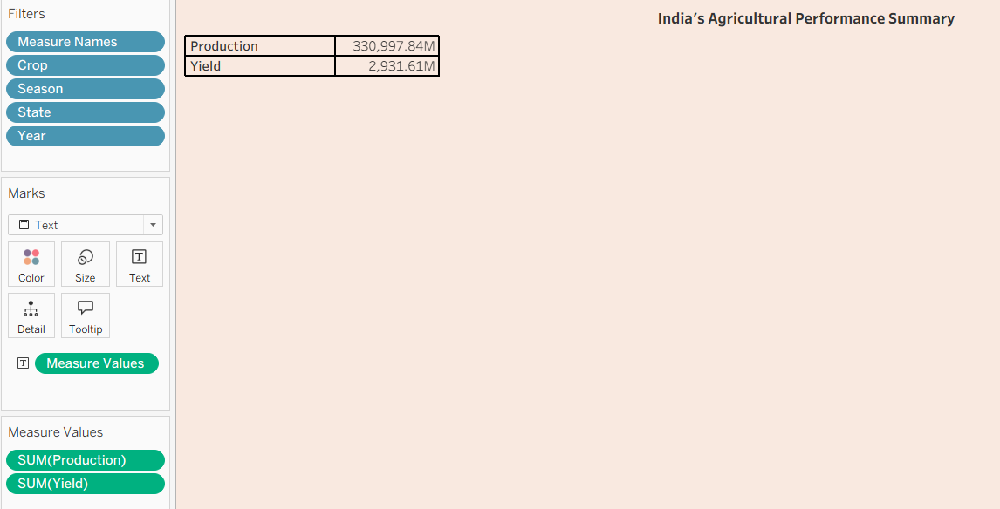 Filters
Measure Names
Crop
Season
State
Year
Marks
Text
Color Size Text
Detail Tooltip
Measure Values
Measure Values
SUM(Production)
SUM(Yield)
India’s Agricultural Performance Summary
Production 330,997.84M
Yield 2,931.61M